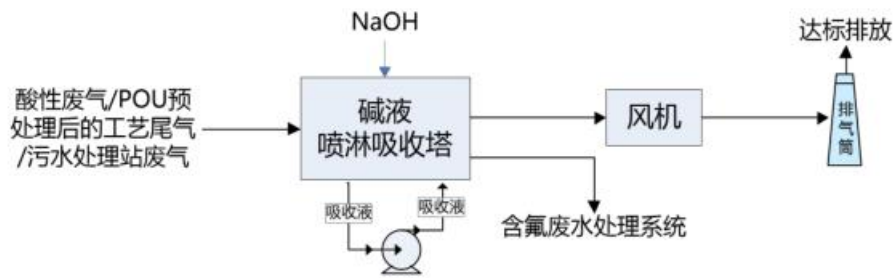 NaOH
达标排放
酸性废气/POU预
处理后的工艺尾气
/污水处理站废气
碱液
喷淋吸收塔
风机
排气筒
吸收液
吸收液
含氟废水处理系统